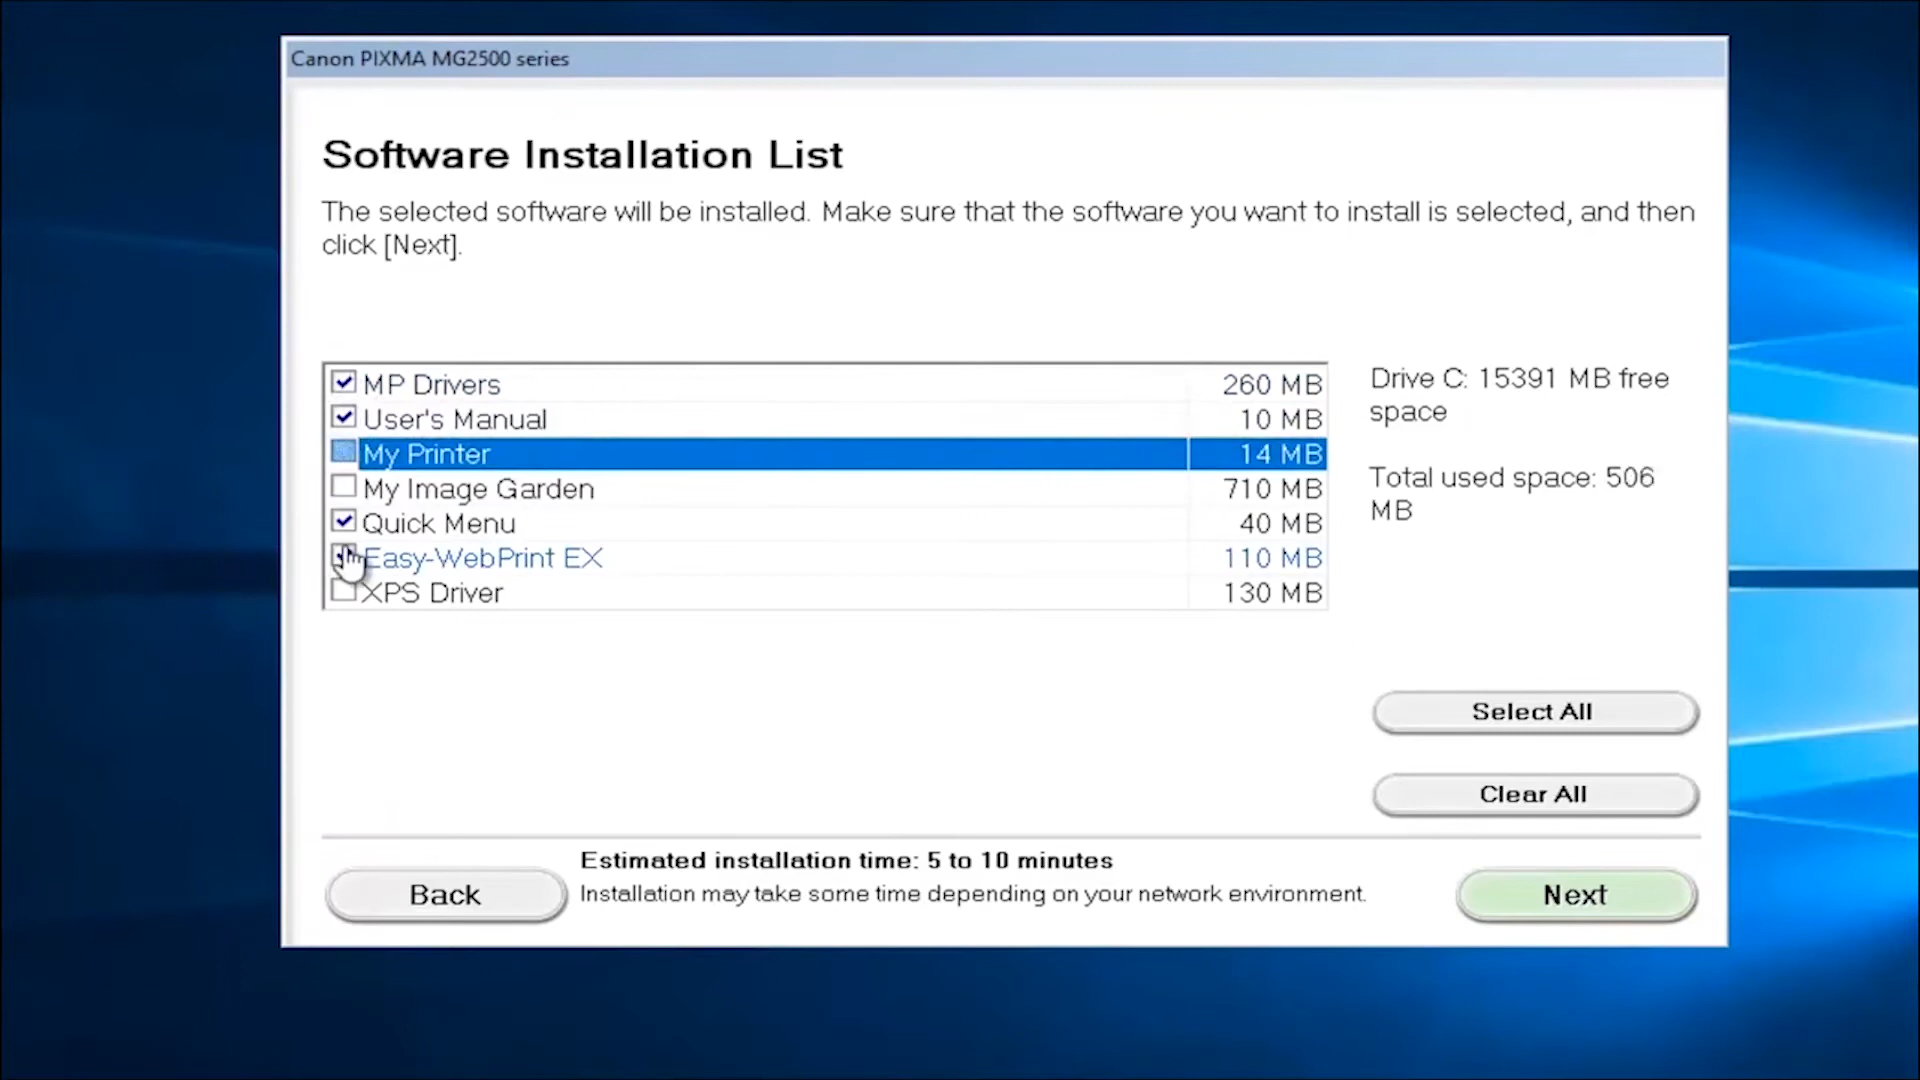 Canon PIXMA MG2500 series
Software Installation List
The selected software will be installed. Make sure that the software you want to install is selected, and then
click [Next].
MP Drivers 260 MB
User's Manual 10 MB
My Printer 14 MB
My Image Garden 710 MB
Quick Menu 40 MB
Easy-WebPrint EX 110 MB
XPS Driver 130 MB
Drive C: 15391 MB free
space
Total used space: 506
MB
Select All
Clear All
Back
Estimated installation time: 5 to 10 minutes
Installation may take some time depending on your network environment.
Next